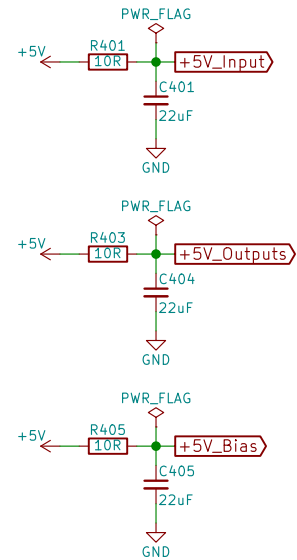 PWR_FLAG
+5V
R401
10R
+5V_Input
C401
22uF
GND
PWR_FLAG
+5V
R403
10R
+5V_Outputs
C404
22uF
GND
PWR_FLAG
+5V
R405
10R
+5V_Bias
C405
22uF
GND